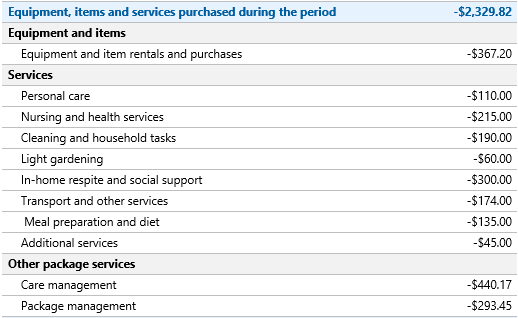 Equipment, items and services purchased during the period -$2,329.82
Equipment and items
Equipment and item rentals and purchases -$367.20
Services
Personal care -$110.00
Nursing and health services -$215.00
Cleaning and household tasks -$190.00
Light gardening -$60.00
In-home respite and social support -$300.00
Transport and other services -$174.00
Meal preparation and diet -$135.00
Additional services -$45.00
Other package services
Care management -$440.17
Package management -$293.45